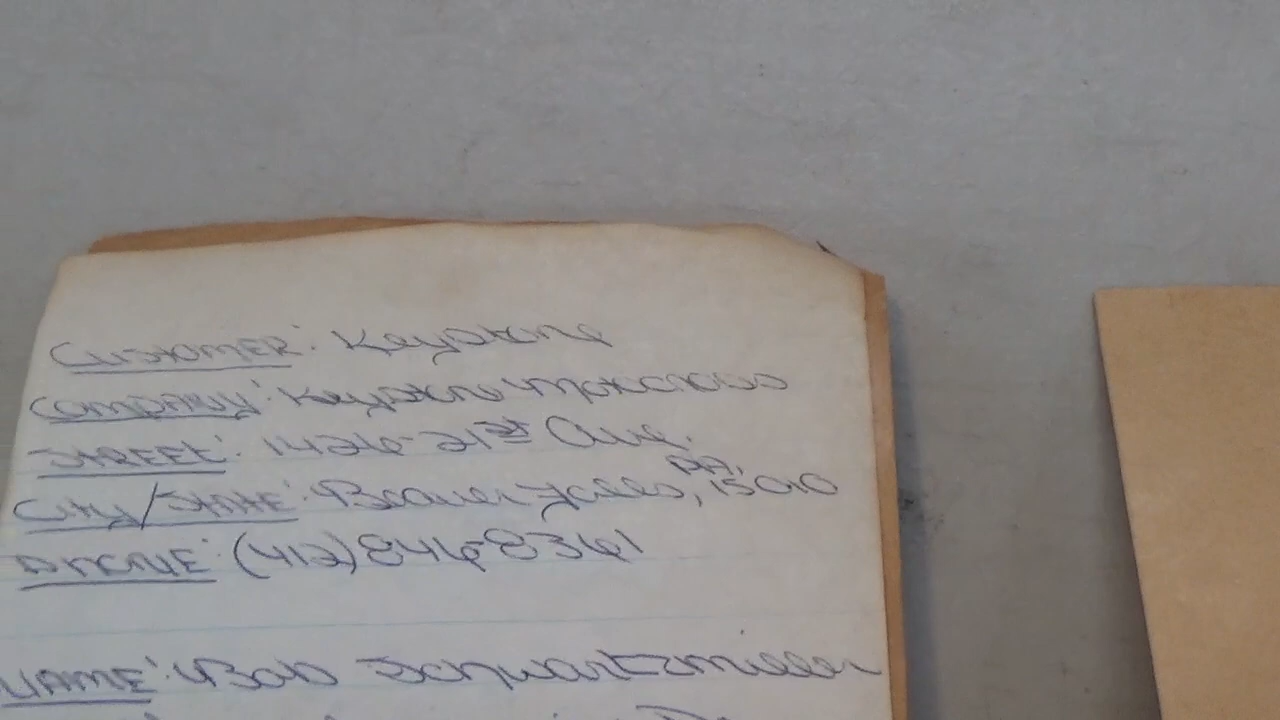 CUSTOMER: Keystone
COMPANY: Keystone Motocross
STREET: 1426-21st Ave.
City/STATE: Beaver Falls, PA, 15010
PHONE: (412) 846-8361
NAME: Bob Schwartzmiller